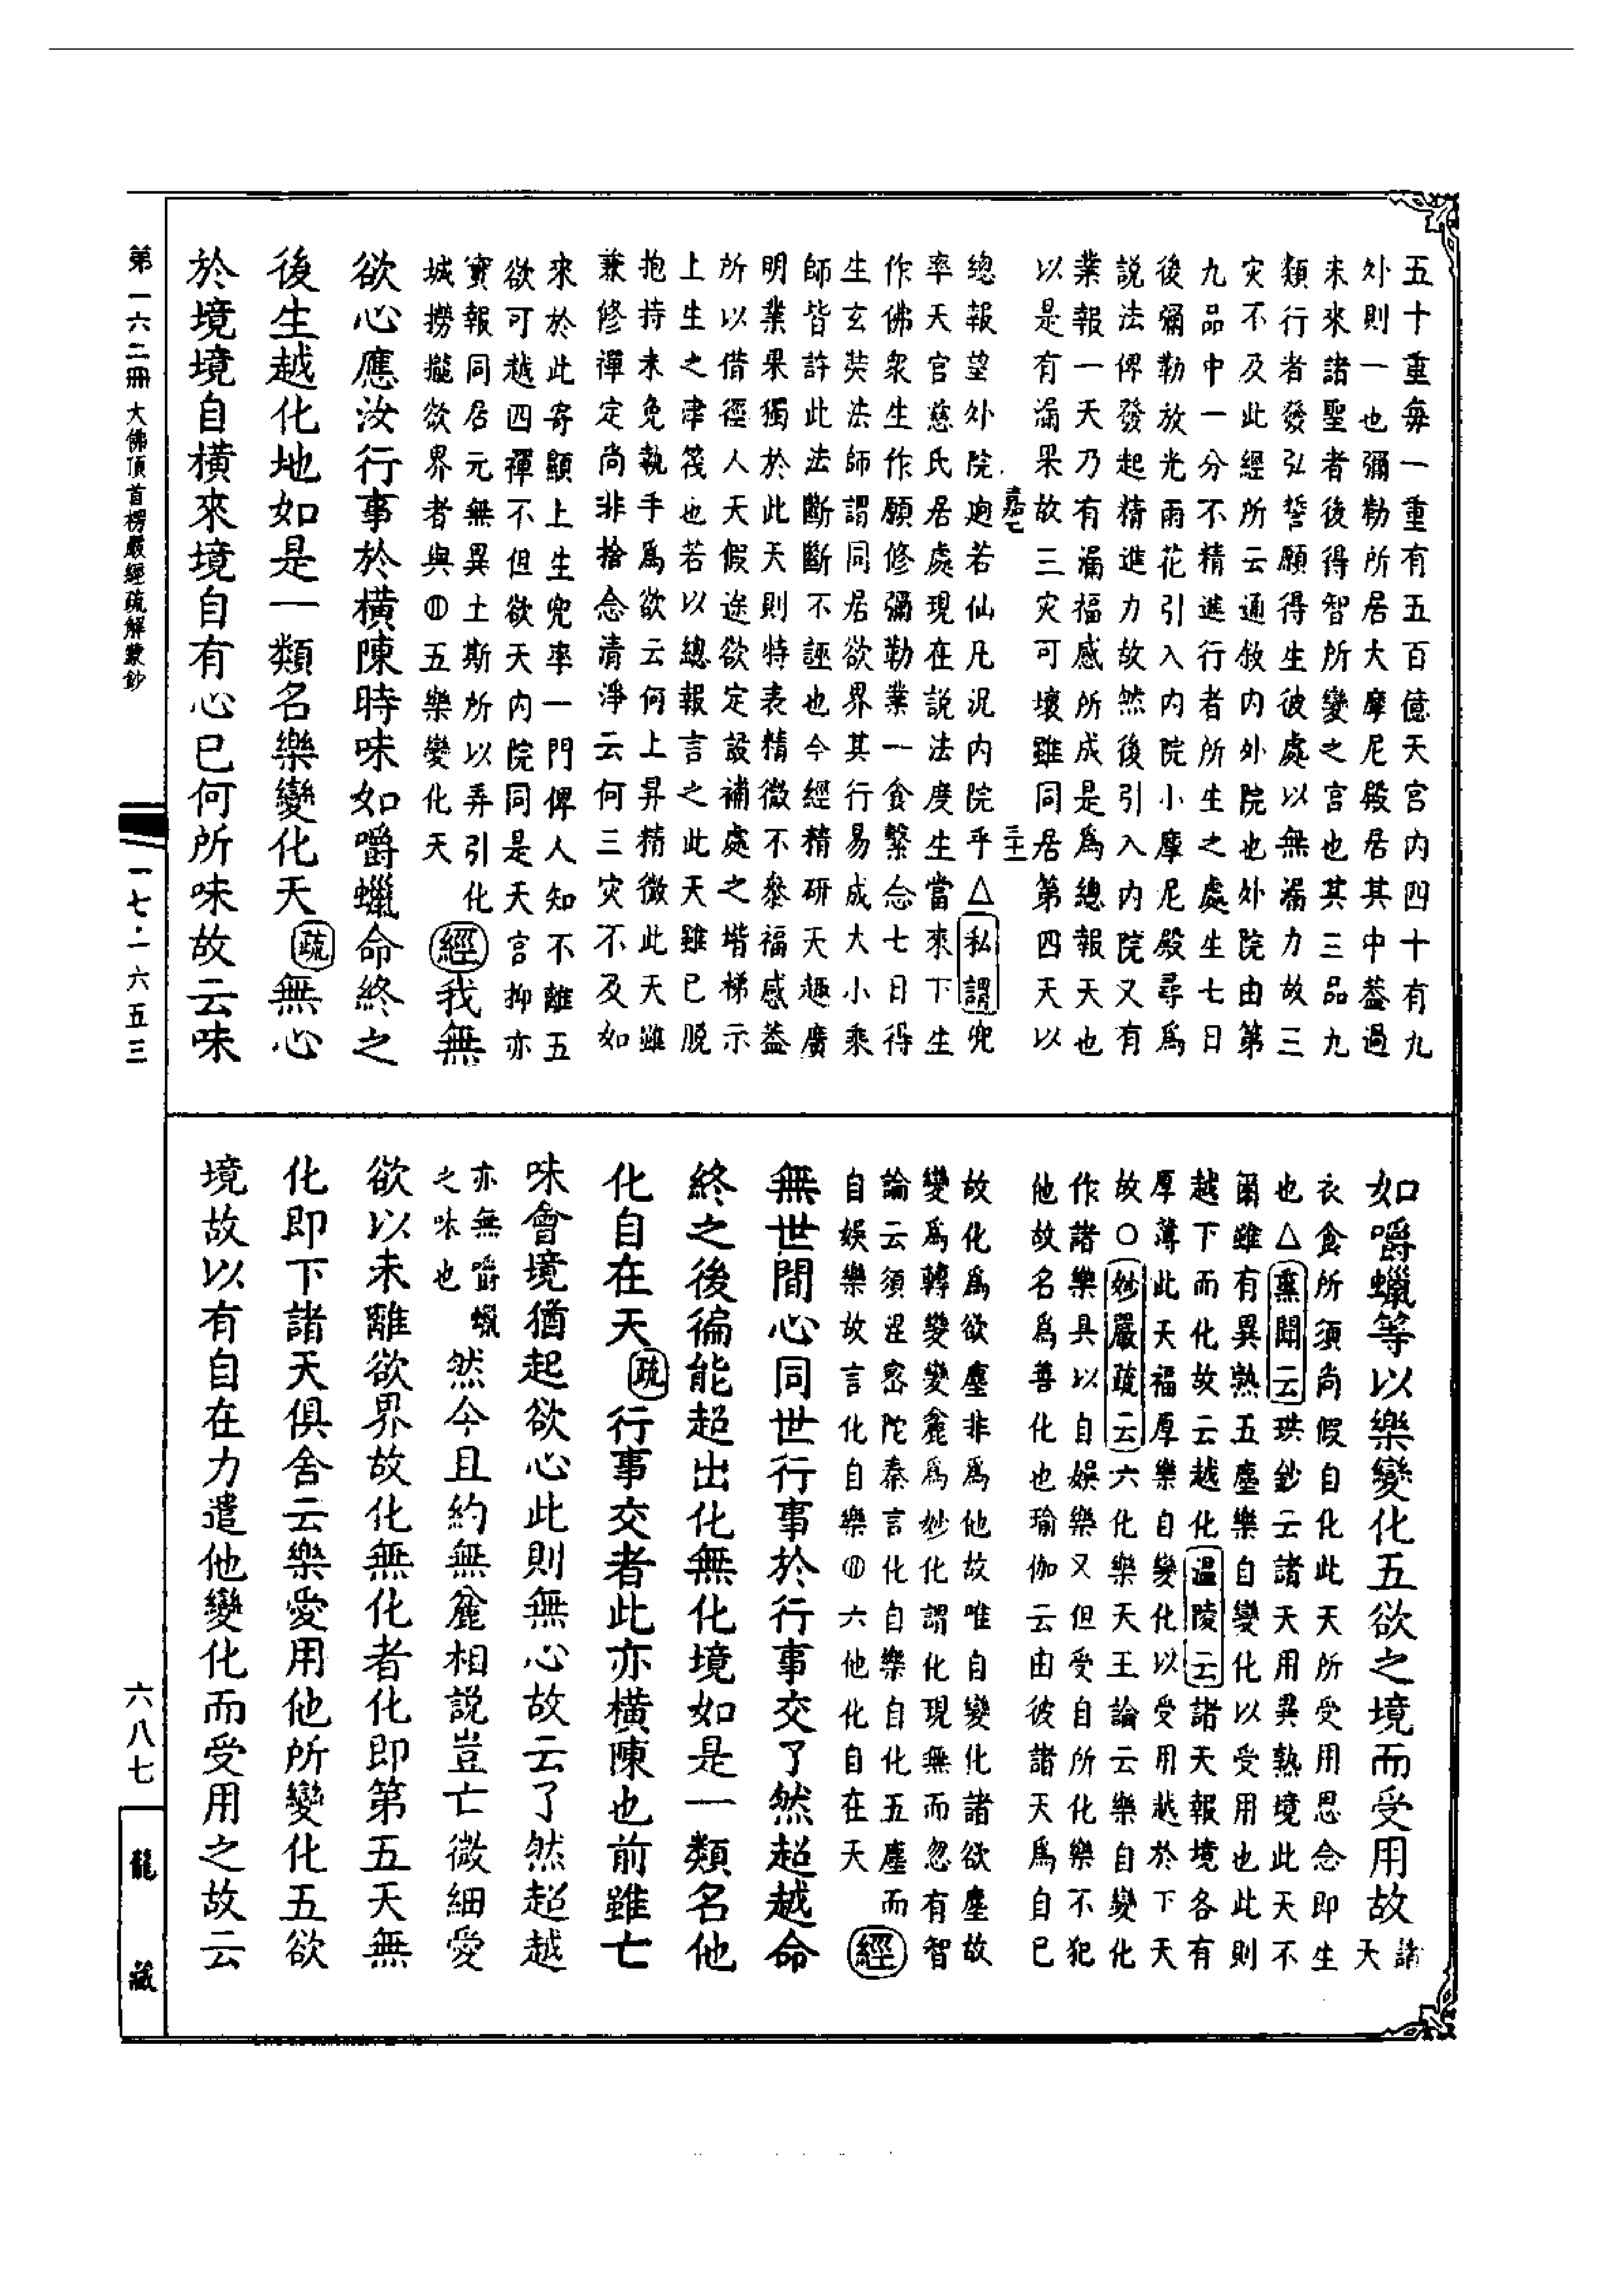 五十重每一重有五百億天宮內四十有九
外則一也彌勒所居大摩尼殿居其中葢過
未來諸聖者後得智所變之宮也其三品九
類行者發弘誓願得生彼處以無漏力故三
灾不及此經所云通敘內外院也外院由第
九品中一分不精進行者所生之處生七日
後彌勒放光雨花引入內院小摩尼殿尋爲
說法俾發起精進力故然後引入內院又有
業報一天乃有漏福感所成是爲總報天也
以是有漏果故三灾可壞雖同居第四天以
嘉七
三王
總報望外院逈若仙凡況內院乎△私謂兜
率天官慈氏居處現在說法度生當來下生
作佛衆生作願修彌勒業一食繫念七日得
生玄奘法師謂同居欲界其行易成大小乘
師皆許此法斷斷不誣也今經精研天趣廣
明業果獨於此天則特表精微不叅福感葢
所以借徑人天假途欲定設補處之堦梯示
上生之津筏也若以總報言之此天雖已脫
抱持未免執手爲欲云何上昇精微此天雖
兼修禪定尚非捨念清淨云何三灾不及如
來於此寄顯上生兜率一門俾人知不離五
欲可越四禪不但欲天內院同是天宮抑亦
寶報同居元無異土斯所以弄引化
城撈攏欲界者與⑪五樂變化天
經我無
欲心應汝行事於橫陳時味如嚼蠟命終之
後生越化地如是一類名樂變化天疏無心
於境境自橫來境自有心已何所味故云味
如嚼蠟等以樂變化五欲之境而受用故諸
天
衣食所須尚假自化此天所受用思念即生
也△熏聞云珙鈔云諸天用異熟境此天不
爾雖有異熟五塵樂自變化以受用也此則
越下而化故云越化溫陵云諸天報境各有
厚薄此天福厚樂自變化以受用越於下天
故○妙嚴疏云六化樂天王論云樂自變化
作諸樂具以自娛樂又但受自所化樂不犯
他故名爲善化也瑜伽云由彼諸天爲自已
故化爲欲塵非爲他故唯自變化諸欲塵故
變爲轉變變麤爲妙化謂化現無而忽有智
論云須涅密陀秦言化自樂自化五塵而
自娛樂故言化自樂⑪六他化自在天
經
無世間心同世行事於行事交了然超越命
終之後徧能超出化無化境如是一類名他
化自在天疏行事交者此亦橫陳也前雖亡
味會境猶起欲心此則無心故云了然超越
亦無嚼蠟
之味也
然今且約無麄相說豈亡微細愛
欲以未離欲界故化無化者化即第五天無
化即下諸天俱舍云樂愛用他所變化五欲
境故以有自在力遣他變化而受用之故云
第一六二冊 大佛頂首楞嚴經疏解蒙鈔
一七·一六五三
六八七
龍藏